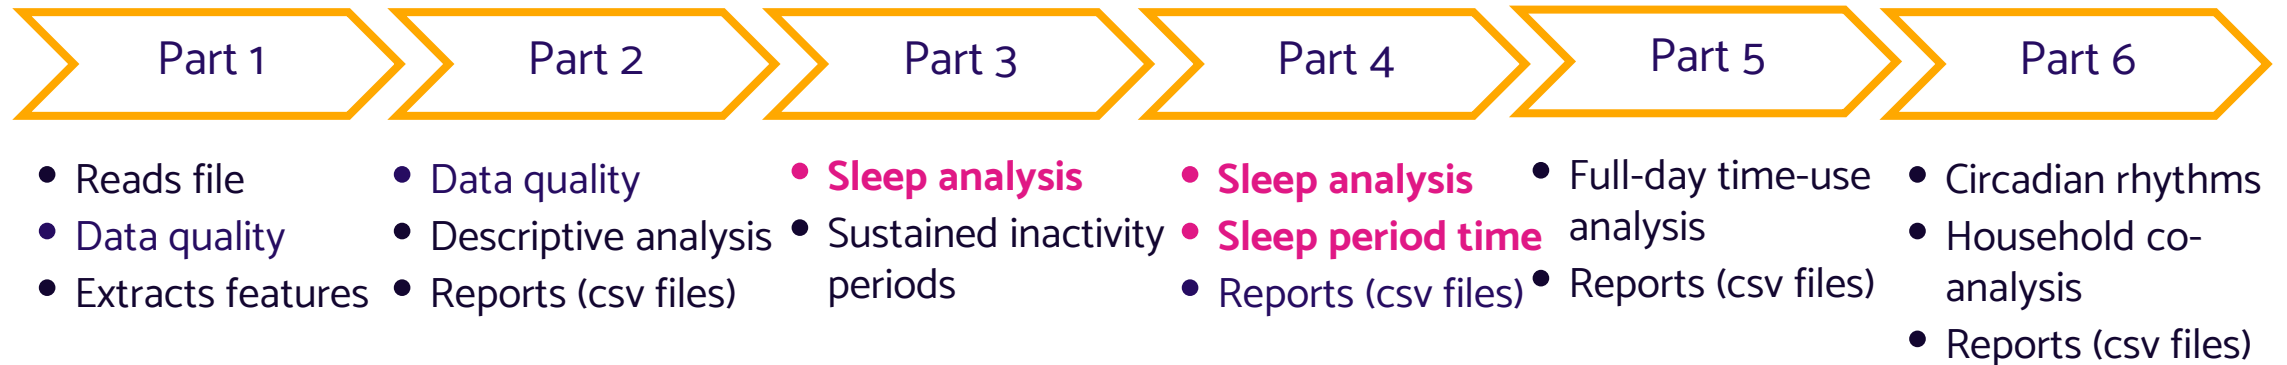 Part 1
Part 2
Part 3
Part 4
Part 5
Part 6
• Reads file
• Data quality
• Extracts features
• Data quality
• Descriptive analysis
• Reports (csv files)
• Sleep analysis
• Sustained inactivity
periods
• Sleep analysis
• Sleep period time
• Reports (csv files)
• Full-day time-use
analysis
• Reports (csv files)
• Circadian rhythms
• Household co-
analysis
• Reports (csv files)